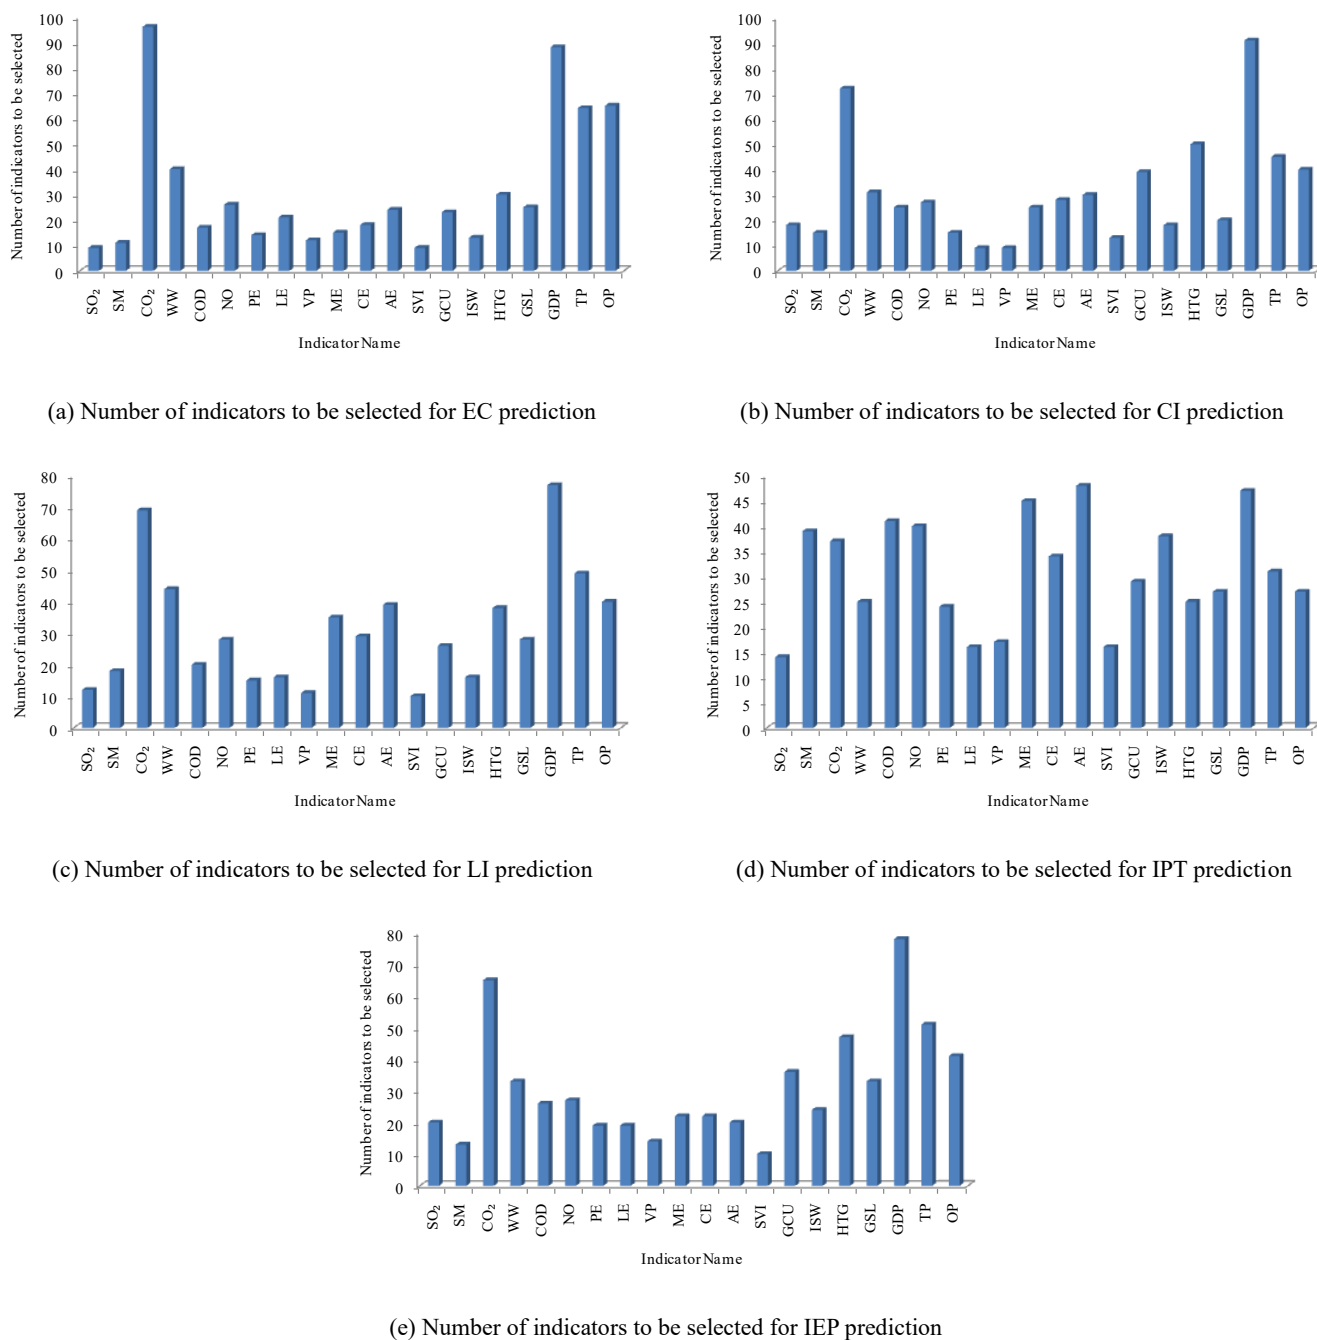 Number of indicators to be selected
100
90
80
70
60
50
40
30
20
10
0
SO₂ SM CO₂ WW COD NO PE LE VP ME CE AE SVI GCU ISW HTG GSL GDP TP OP
Indicator Name
(a) Number of indicators to be selected for EC prediction
Number of indicators to be selected
100
90
80
70
60
50
40
30
20
10
0
SO₂ SM CO₂ WW COD NO PE LE VP ME CE AE SVI GCU ISW HTG GSL GDP TP OP
Indicator Name
(b) Number of indicators to be selected for CI prediction
Number of indicators to be selected
80
70
60
50
40
30
20
10
0
SO₂ SM CO₂ WW COD NO PE LE VP ME CE AE SVI GCU ISW HTG GSL GDP TP OP
Indicator Name
(c) Number of indicators to be selected for LI prediction
Number of indicators to be selected
50
45
40
35
30
25
20
15
10
5
0
SO₂ SM CO₂ WW COD NO PE LE VP ME CE AE SVI GCU ISW HTG GSL GDP TP OP
Indicator Name
(d) Number of indicators to be selected for IPT prediction
Number of indicators to be selected
80
70
60
50
40
30
20
10
0
SO₂ SM CO₂ WW COD NO PE LE VP ME CE AE SVI GCU ISW HTG GSL GDP TP OP
Indicator Name
(e) Number of indicators to be selected for IEP prediction